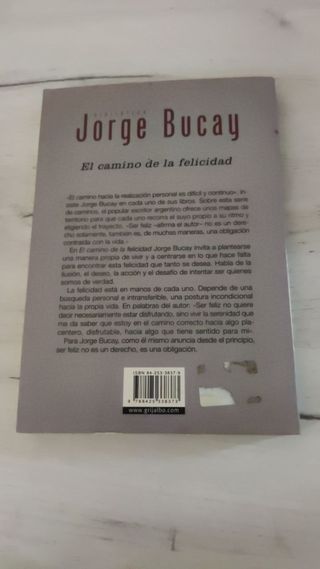 BIBLIOTECA
Jorge Bucay
El camino de la felicidad
«El camino hacia la realización personal es difícil y continuo», in-
siste Jorge Bucay en cada uno de sus libros. Sobre esta serie
de caminos, el popular escritor argentino ofrece unos mapas de
territorio para que cada uno recorra el suyo propio a su ritmo y
eligiendo el trayecto. «Ser feliz –afirma el autor– no es un dere-
cho solamente, también es, de muchas maneras, una obligación
contraída con la vida.»
En El camino de la felicidad Jorge Bucay invita a plantearse
una manera propia de vivir y a centrarse en lo que hace falta
para encontrar esta felicidad que tanto se desea. Habla de la
ilusión, el deseo, la acción y el desafío de intentar ser quienes
somos de verdad.
La felicidad está en manos de cada uno. Depende de una
búsqueda personal e intransferible, una postura incondicional
hacia la propia vida. En palabras del autor: «Ser feliz no quiere
decir necesariamente estar disfrutando, sino vivir la serenidad que
me da saber que estoy en el camino correcto hacia algo pla-
centero, disfrutable, hacia algo que tiene sentido para mí».
Para Jorge Bucay, como él mismo anuncia desde el principio,
ser feliz no es un derecho, es una obligación.
ISBN 84-253-3857-9
9 788425 338571
www.grijalbo.com